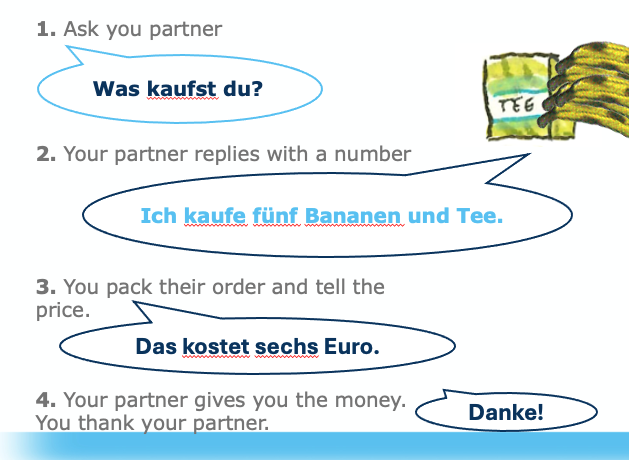 1. Ask you partner
Was kaufst du?
TEE
2. Your partner replies with a number
Ich kaufe fünf Bananen und Tee.
3. You pack their order and tell the
price.
Das kostet sechs Euro.
4. Your partner gives you the money.
You thank your partner.
Danke!